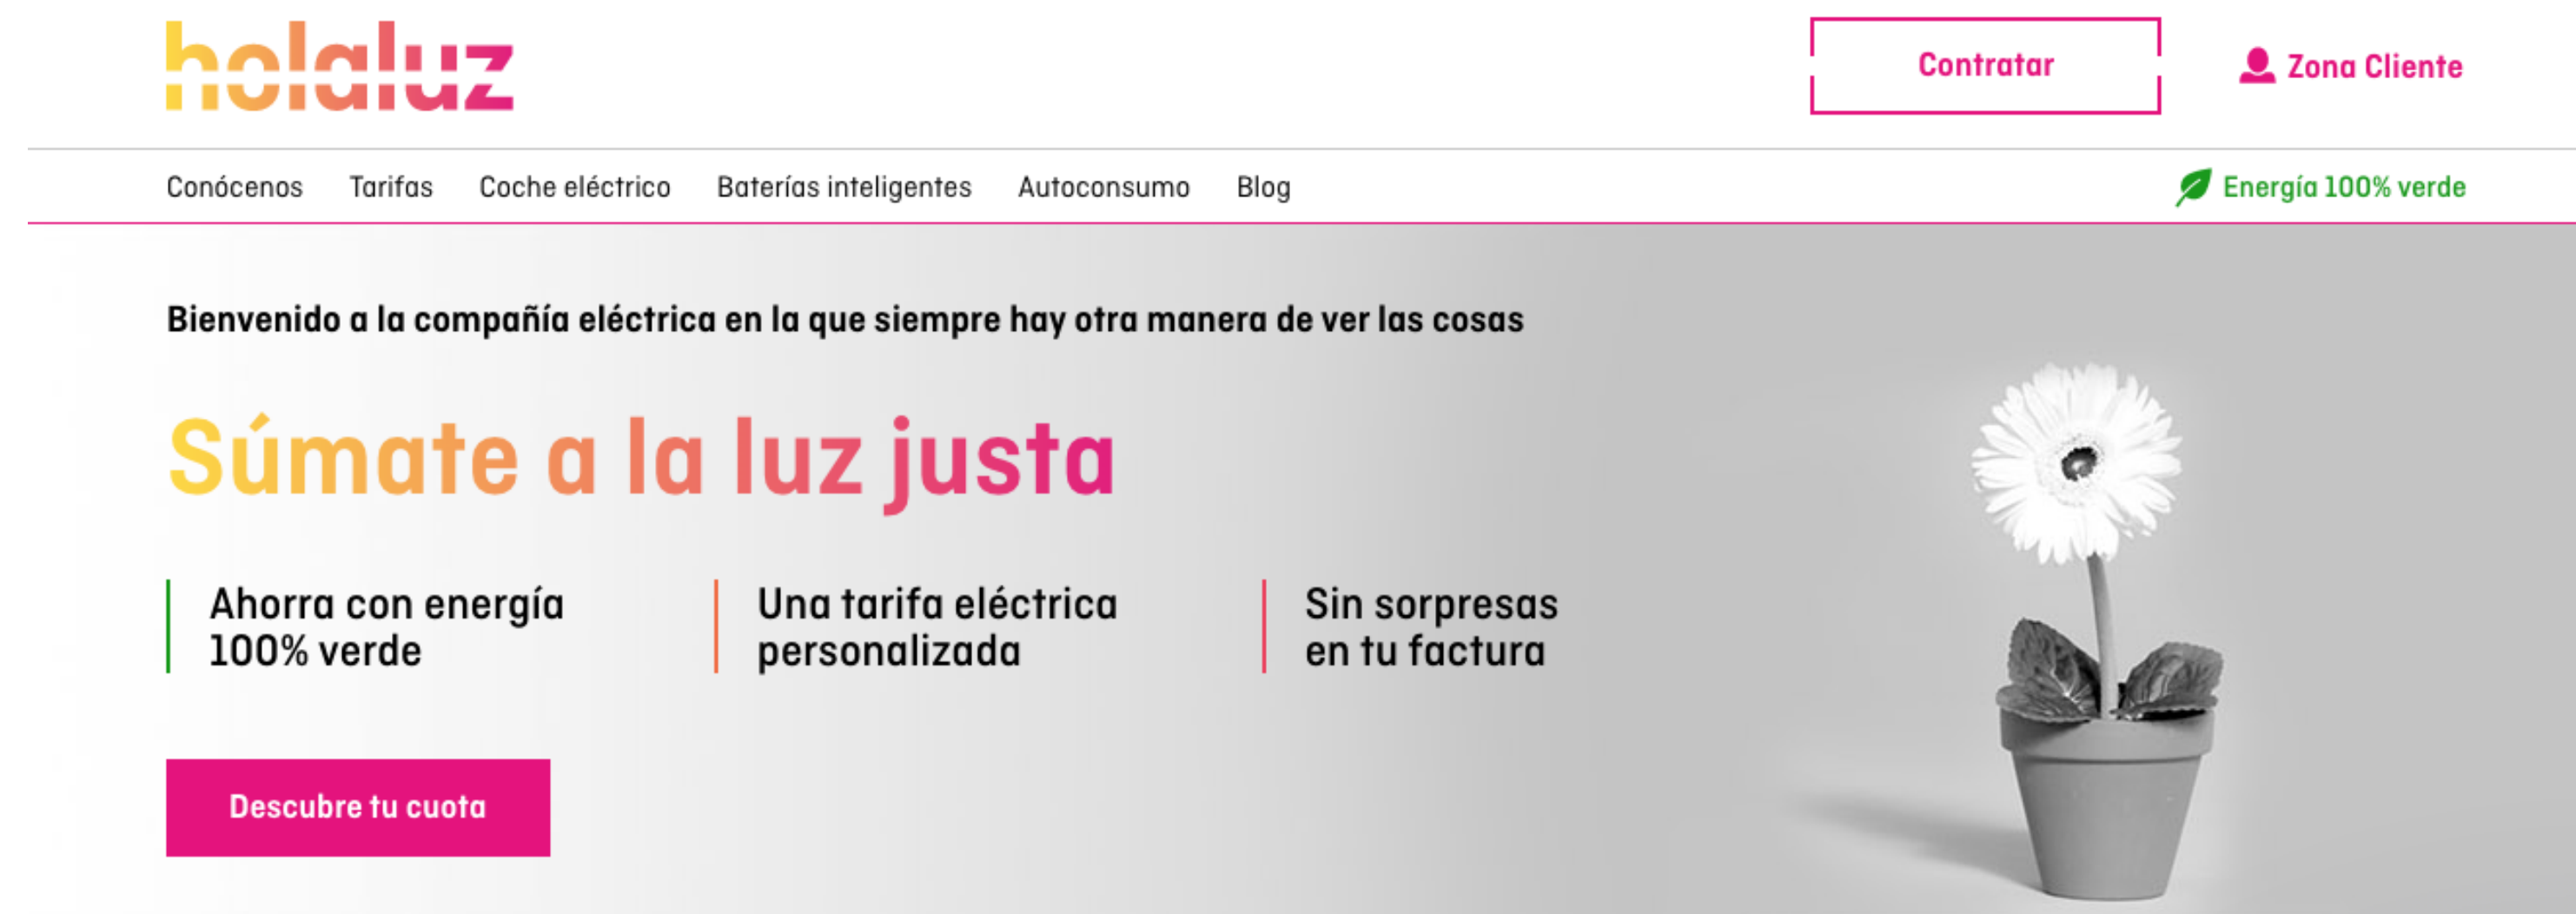 holaluz
Contratar
Zona Cliente
Conócenos Tarifas Coche eléctrico Baterías inteligentes Autoconsumo Blog
Energía 100% verde
Bienvenido a la compañía eléctrica en la que siempre hay otra manera de ver las cosas
Súmate a la luz justa
Ahorra con energía
100% verde
Una tarifa eléctrica
personalizada
Sin sorpresas
en tu factura
Descubre tu cuota